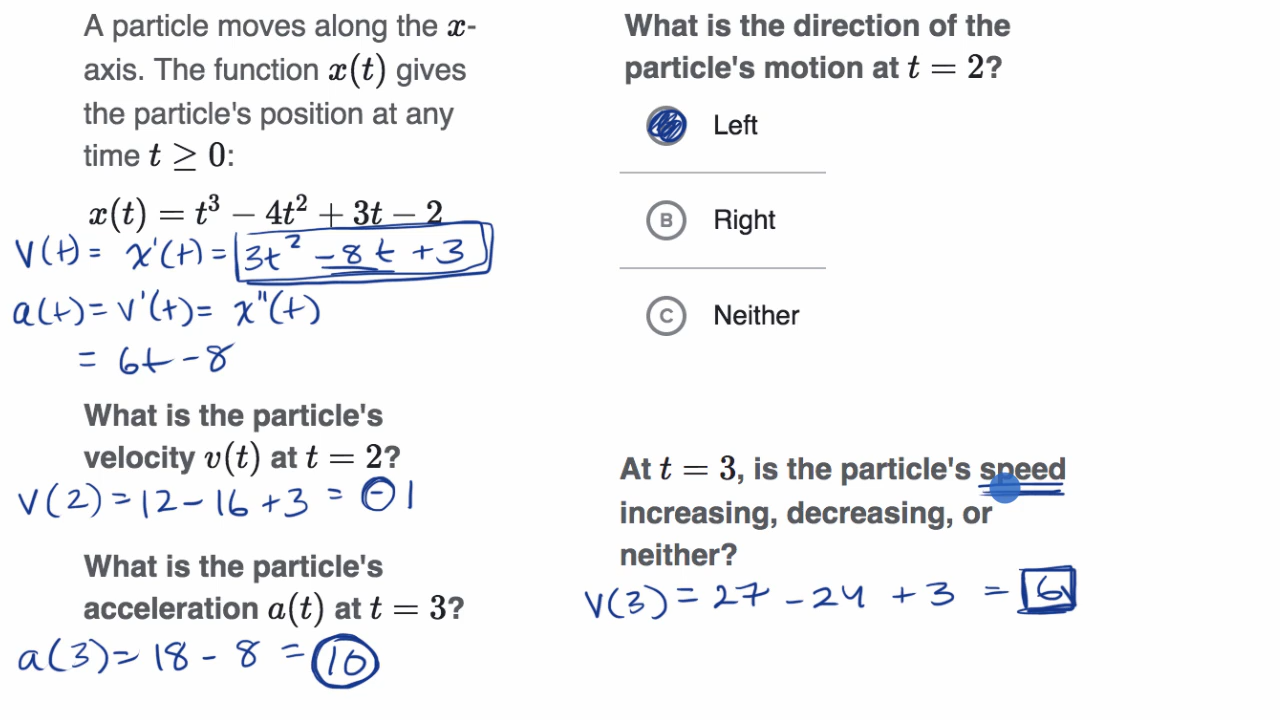 A particle moves along the x-
axis. The function x(t) gives
the particle's position at any
time t ≥ 0:
x(t) = t³ − 4t² + 3t − 2
v(t) = x'(t) = 3t² − 8t + 3
a(t) = v'(t) = x''(t)
= 6t − 8
What is the particle's
velocity v(t) at t = 2?
v(2) = 12 − 16 + 3 = −1
What is the particle's
acceleration a(t) at t = 3?
a(3) = 18 − 8 = 10
What is the direction of the
particle's motion at t = 2?
Left
B Right
C Neither
At t = 3, is the particle's speed
increasing, decreasing, or
neither?
v(3) = 27 − 24 + 3 = 6